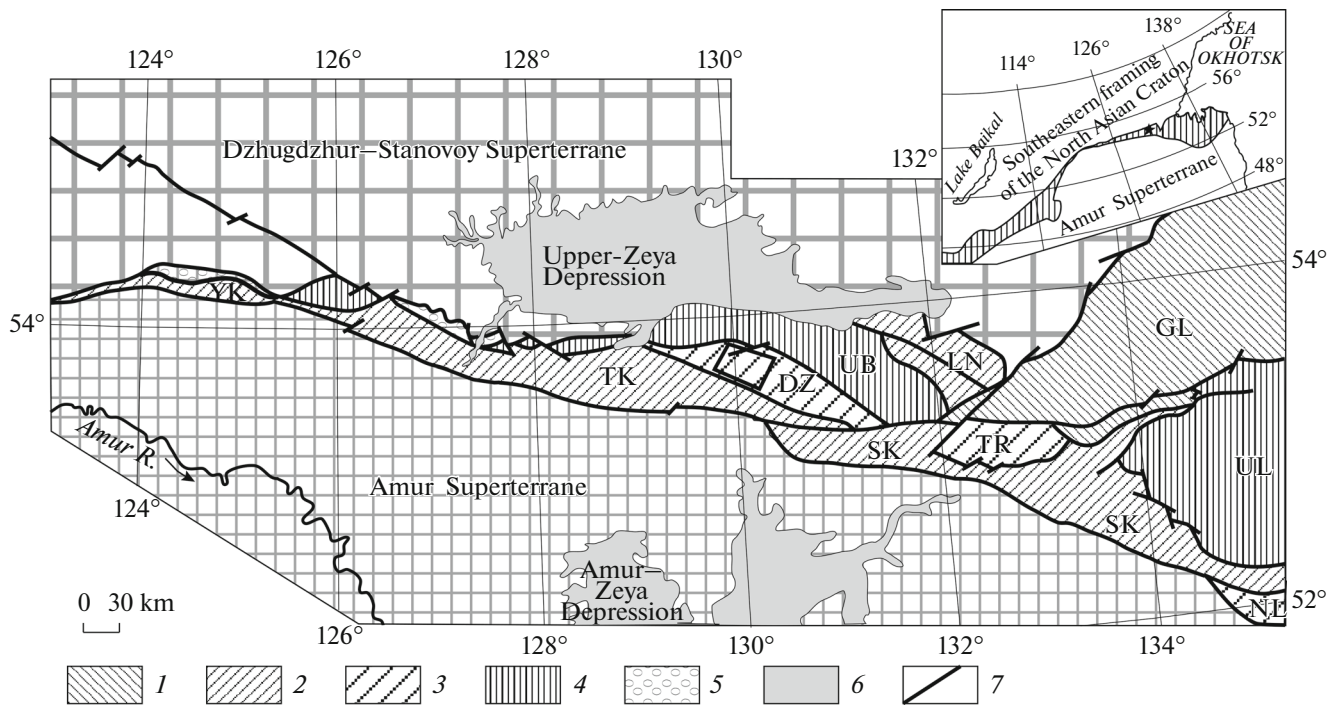 124°
126°
128°
130°
132°
114°
126°
138°
SEA
OF
OKHOTSK
56°
52°
48°
Lake Baikal
Southeastern framing
of the North Asian Craton
Amur Superterrane
Dzhugdzhur–Stanovoy Superterrane
Upper-Zeya
Depression
54°
54°
YK
TK
DZ
UB
LN
GL
SK
TR
UL
SK
NL
Amur R.
Amur Superterrane
Amur–
Zeya
Depression
0 30 km
52°
124°
126°
128°
130°
132°
134°
1 2 3 4 5 6 7